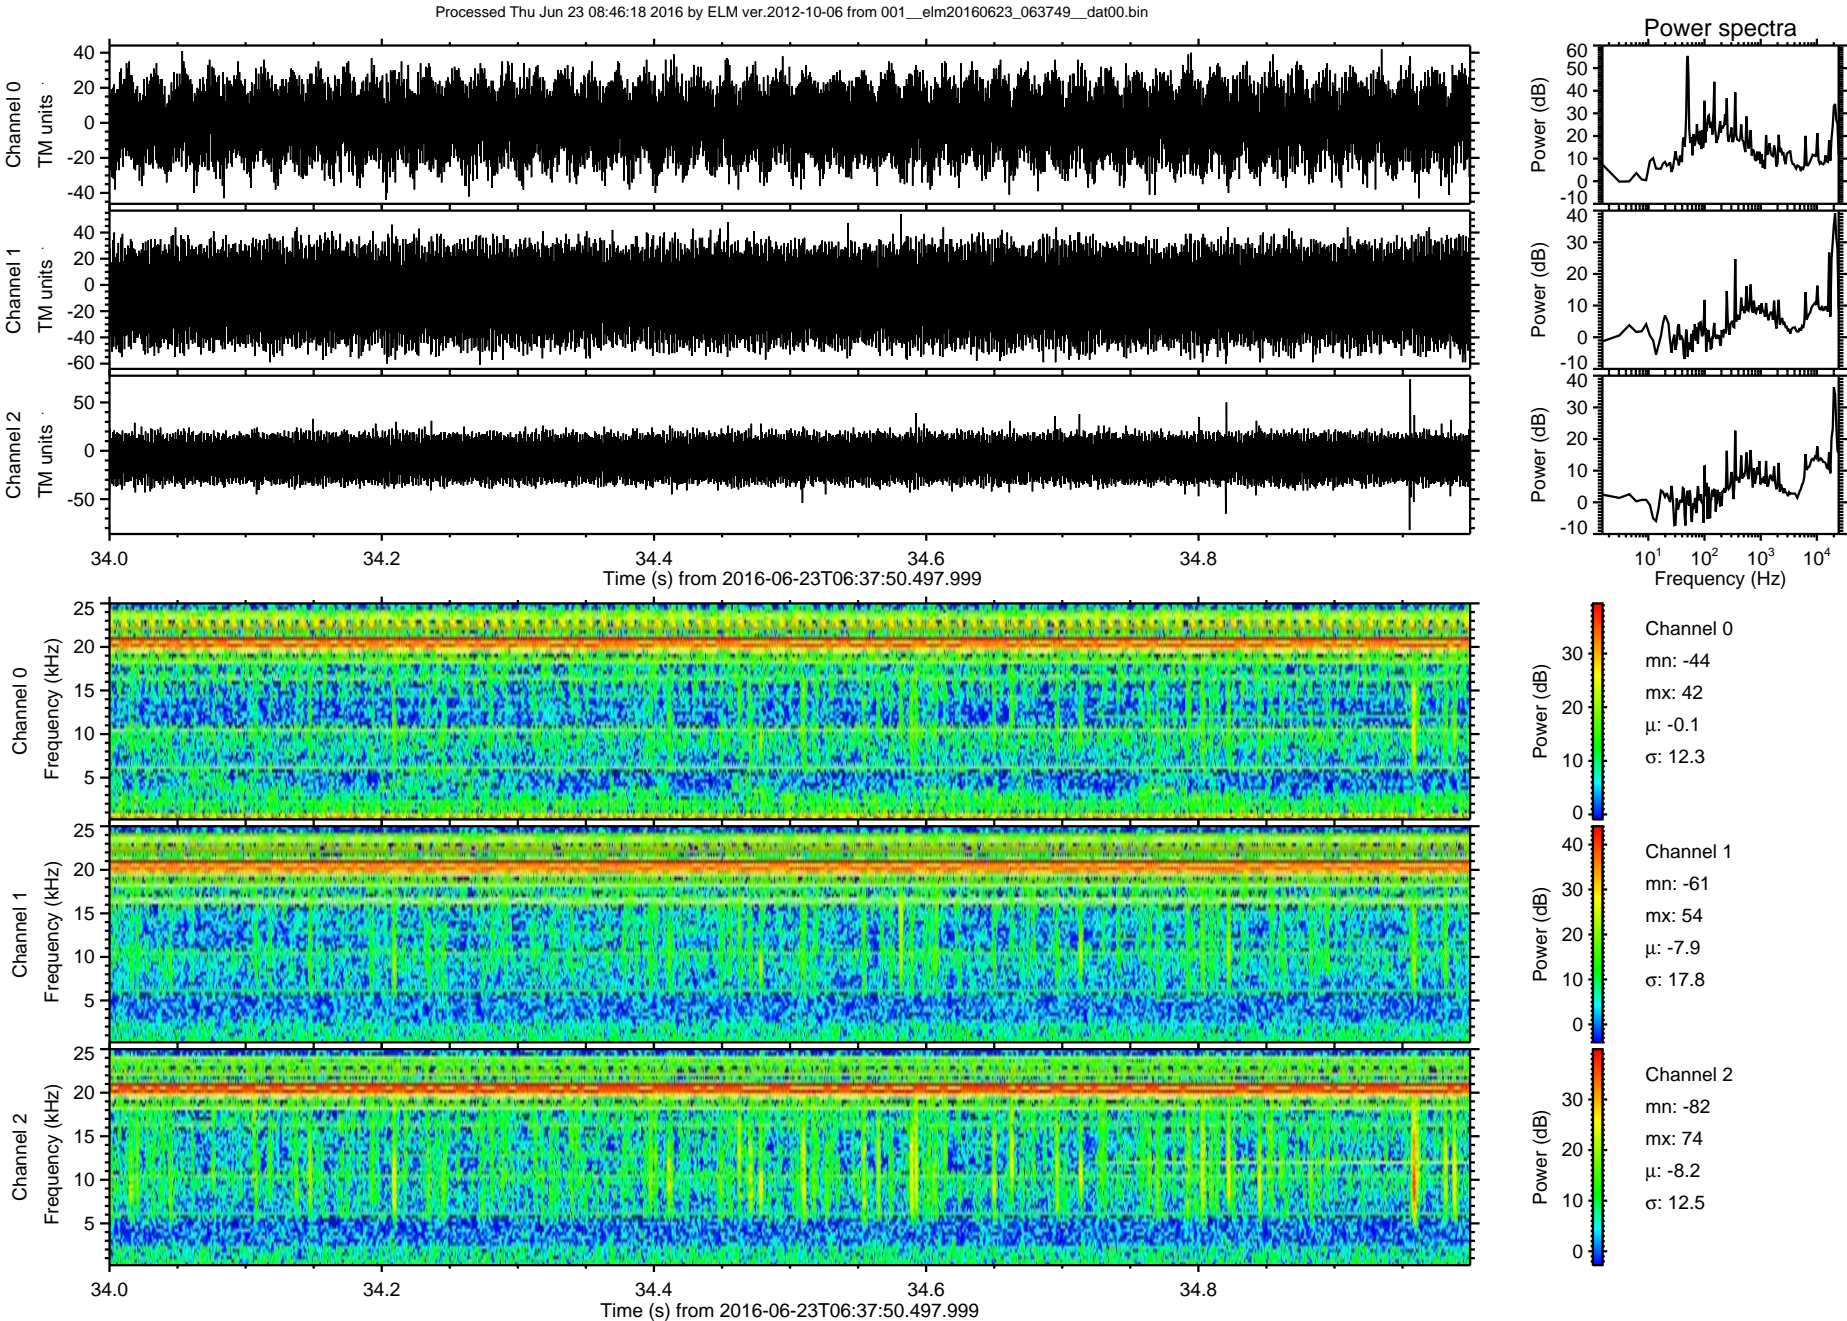 Processed Thu Jun 23 08:46:18 2016 by ELM ver.2012-10-06 from 001__elm20160623_063749__dat00.bin
Power spectra
Channel 0
TM units
40
20
0
-20
-40
Power (dB)
60
50
40
30
20
10
0
-10
Channel 1
TM units
40
20
0
-20
-40
-60
Power (dB)
40
30
20
10
0
-10
Channel 2
TM units
50
0
-50
Power (dB)
40
30
20
10
0
-10
34.0 34.2 34.4 34.6 34.8
Time (s) from 2016-06-23T06:37:50.497.999
10^1 10^2 10^3 10^4
Frequency (Hz)
Channel 0
Frequency (kHz)
25
20
15
10
5
Power (dB)
30
20
10
0
Channel 0
mn: -44
mx: 42
μ: -0.1
σ: 12.3
Channel 1
Frequency (kHz)
25
20
15
10
5
Power (dB)
40
30
20
10
0
Channel 1
mn: -61
mx: 54
μ: -7.9
σ: 17.8
Channel 2
Frequency (kHz)
25
20
15
10
5
Power (dB)
30
20
10
0
Channel 2
mn: -82
mx: 74
μ: -8.2
σ: 12.5
34.0 34.2 34.4 34.6 34.8
Time (s) from 2016-06-23T06:37:50.497.999